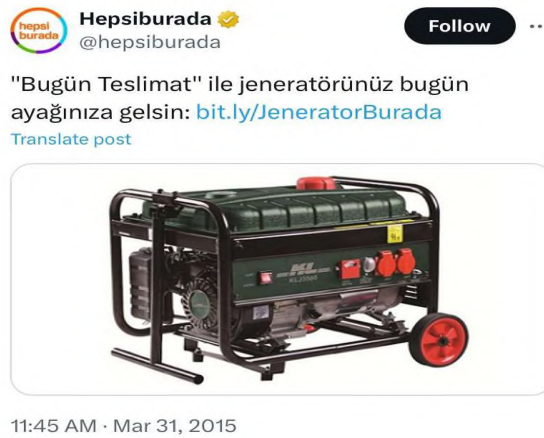 hepsi
burada
Hepsiburada
@hepsiburada
Follow
"Bugün Teslimat" ile jeneratörünüz bugün
ayağınıza gelsin: bit.ly/JeneratorBurada
Translate post
KL
11:45 AM · Mar 31, 2015